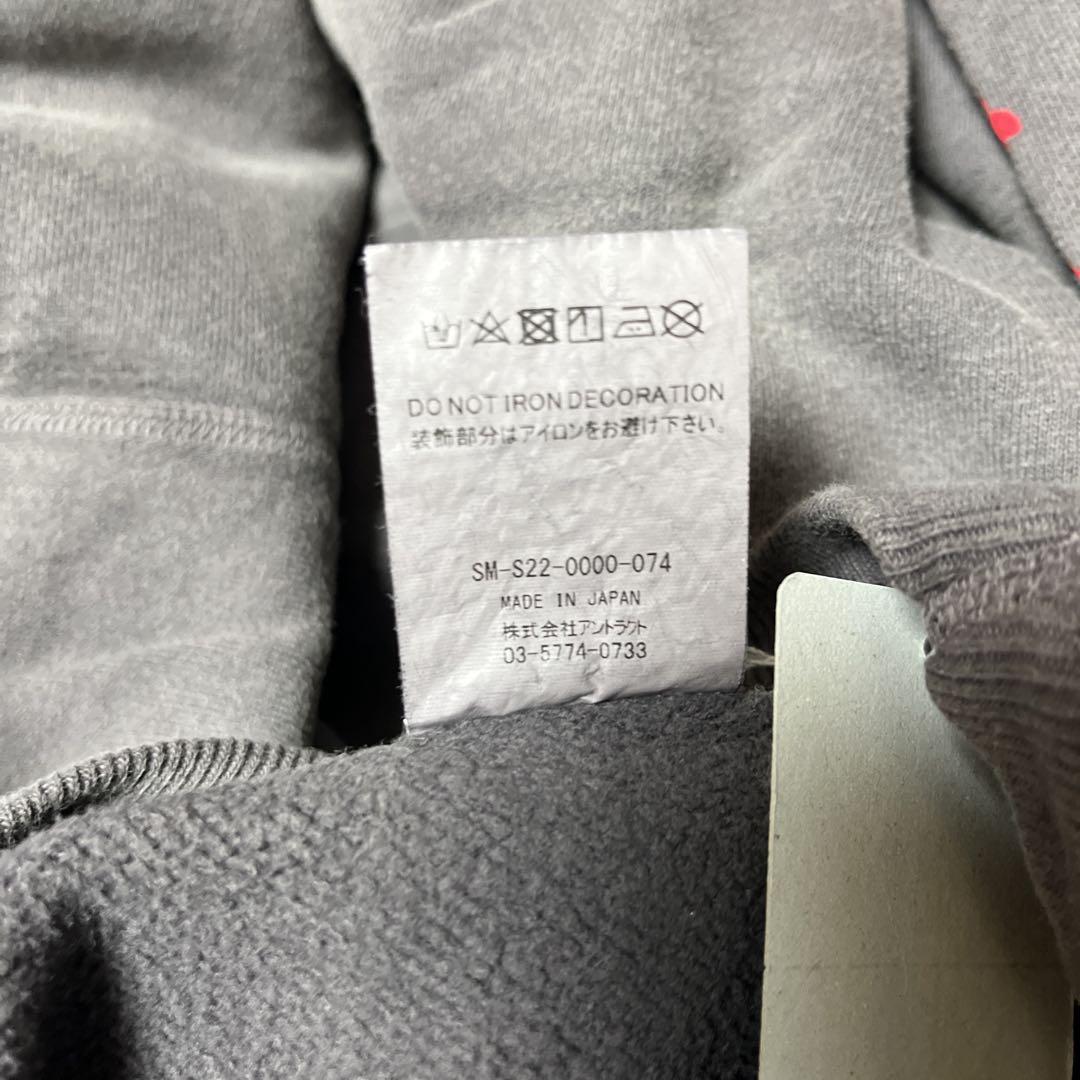 DO NOT IRON DECORATION
装飾部分はアイロンをお避け下さい。
SM-S22-0000-074
MADE IN JAPAN
株式会社アントラクト
03-5774-0733